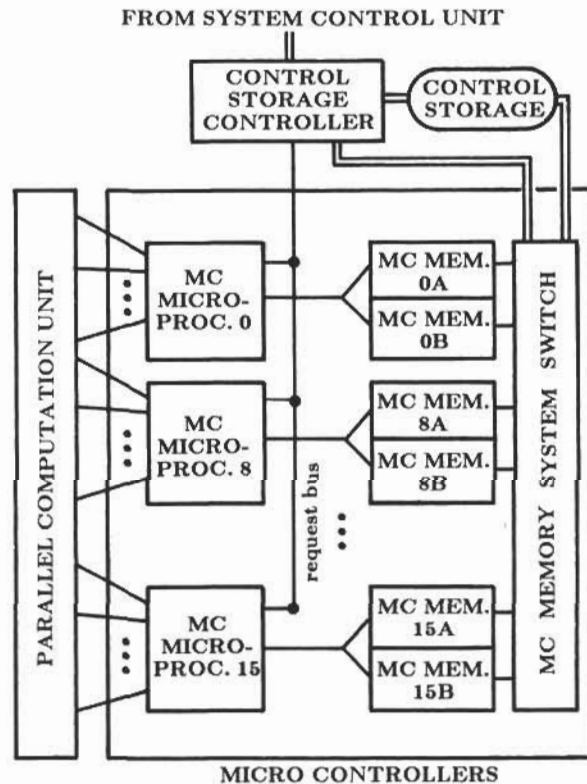 FROM SYSTEM CONTROL UNIT
CONTROL
STORAGE
CONTROLLER
CONTROL
STORAGE
PARALLEL COMPUTATION UNIT
MC
MICRO-
PROC. 0
MC MEM.
0A
MC MEM.
0B
MC
MICRO-
PROC. 8
MC MEM.
8A
MC MEM.
8B
request bus
MC
MICRO-
PROC. 15
MC MEM.
15A
MC MEM.
15B
MC MEMORY SYSTEM SWITCH
MICRO CONTROLLERS